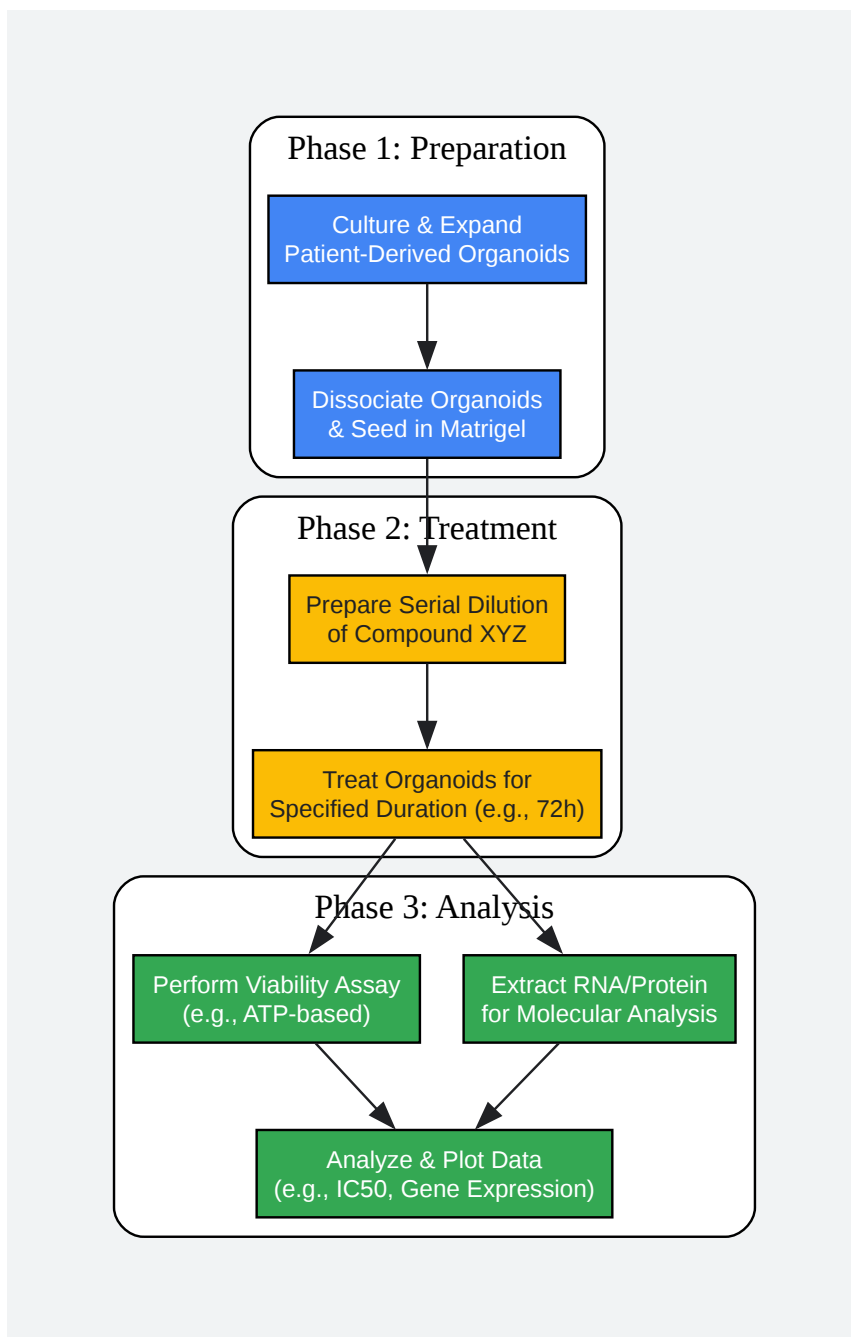 Phase 1: Preparation
Culture & Expand
Patient-Derived Organoids
Dissociate Organoids
& Seed in Matrigel
Phase 2: Treatment
Prepare Serial Dilution
of Compound XYZ
Treat Organoids for
Specified Duration (e.g., 72h)
Phase 3: Analysis
Perform Viability Assay
(e.g., ATP-based)
Extract RNA/Protein
for Molecular Analysis
Analyze & Plot Data
(e.g., IC50, Gene Expression)